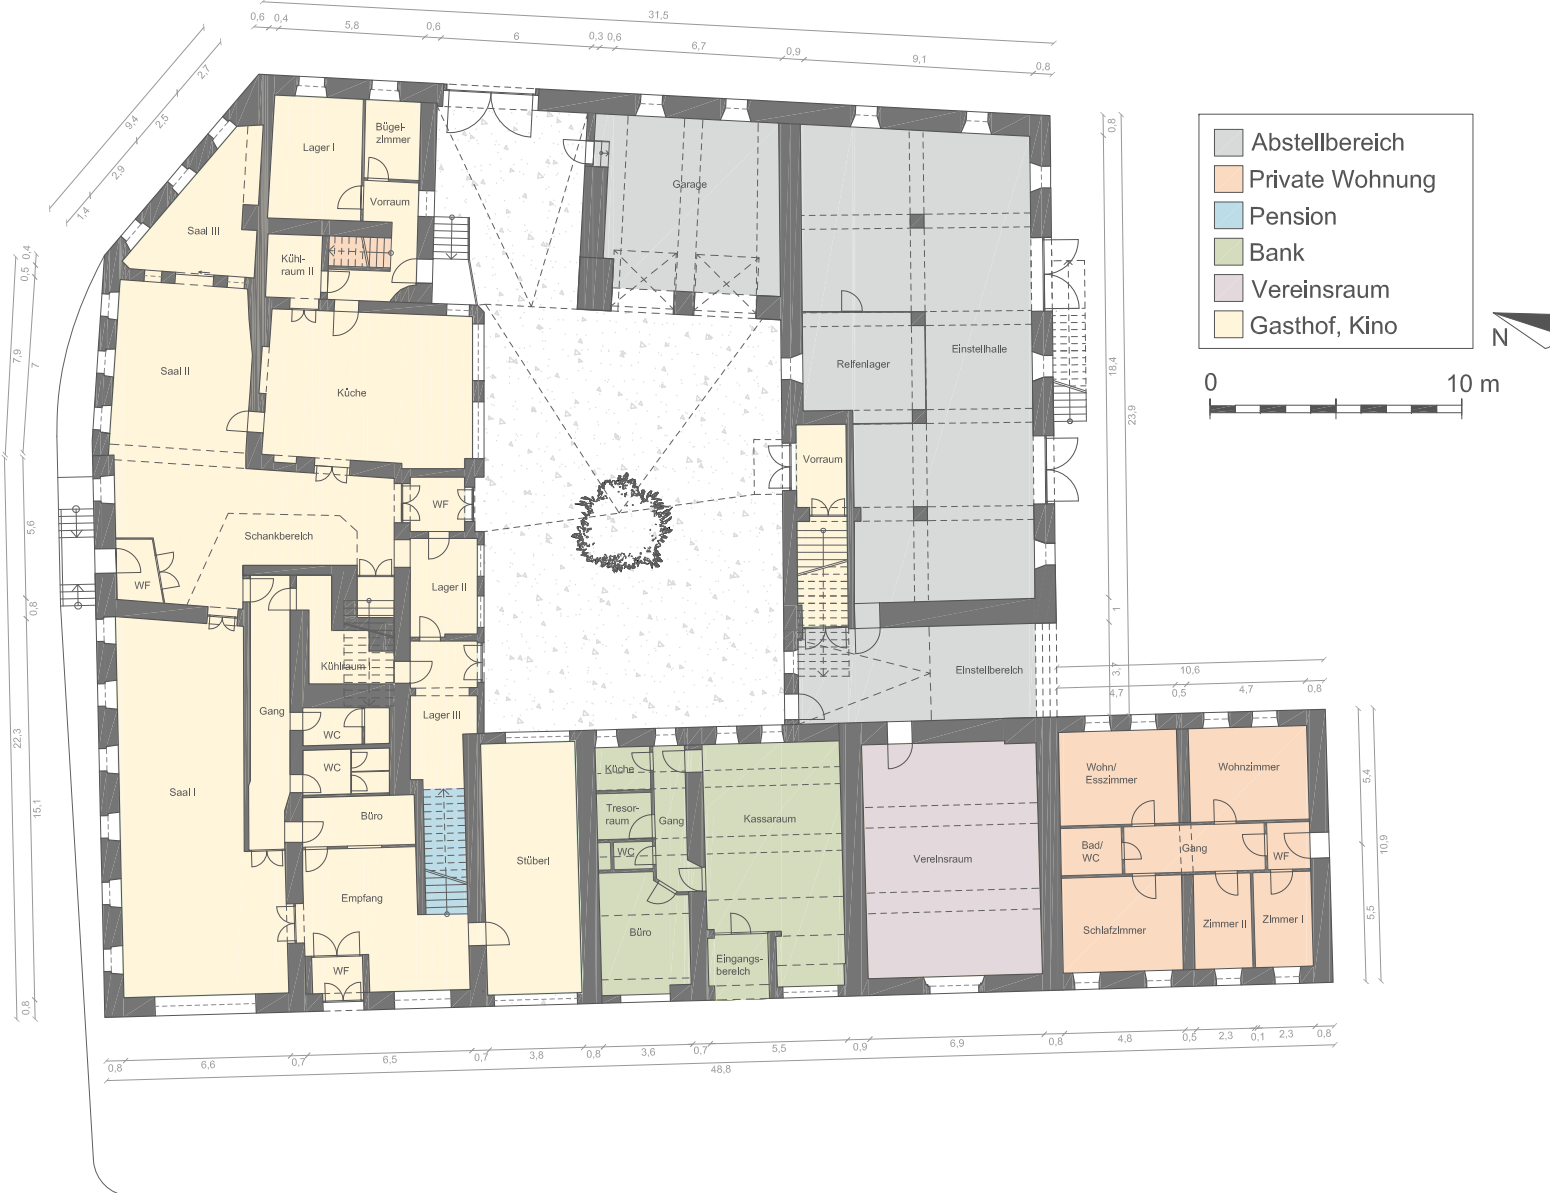 31,5
0,6
0,4
5,8
0,6
6
0,3
0,6
6,7
0,9
9,1
0,8
2,7
9,4
2,5
2,9
1,4
0,4
0,5
7,9
7
5,6
0,8
22,3
15,1
0,8
0,8
18,4
23,9
1
3,7
10,6
4,7
0,5
4,7
0,8
5,4
10,9
5,5
Abstellbereich
Private Wohnung
Pension
Bank
Vereinsraum
Gasthof, Kino
N
0
10 m
Lager I
Bügel-
zimmer
Vorraum
Saal III
Kühl-
raum II
Garage
Saal II
Küche
Reifenlager
Einstellhalle
Vorraum
WF
Schankbereich
WF
Lager II
Kühlraum I
Einstellbereich
Gang
Lager III
WC
WC
Saal I
Büro
Empfang
WF
Stüberl
Küche
Tresor-
raum
Gang
WC
Büro
Kassaraum
Eingangs-
bereich
Vereinsraum
Wohn/
Esszimmer
Wohnzimmer
Bad/
WC
Gang
WF
Schlafzimmer
Zimmer II
Zimmer I
0,8
6,6
0,7
6,5
0,7
3,8
0,8
3,6
0,7
5,5
0,9
6,9
0,8
4,8
0,5
2,3
0,1
2,3
0,8
48,8